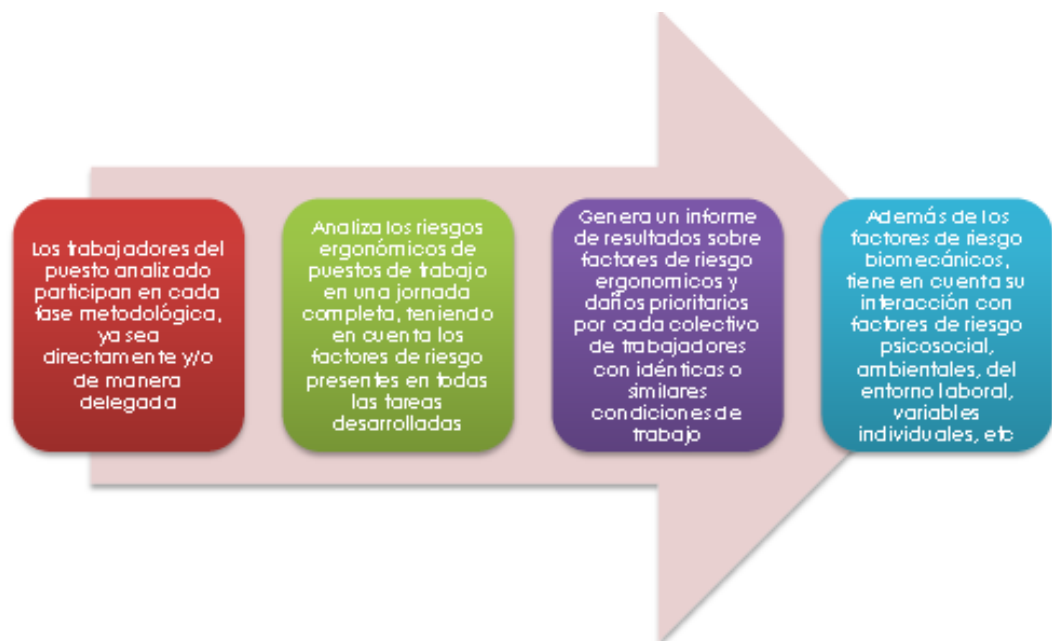 Los trabajadores del
puesto analizado
participan en cada
fase metodológica,
ya sea
directamente y/o
de manera
delegada
Analiza los riesgos
ergonómicos de
puestos de trabajo
en una jornada
completa, teniendo
en cuenta los
factores de riesgo
presentes en todas
las tareas
desarrolladas
Genera un informe
de resultados sobre
factores de riesgo
ergonomicos y
daños prioritarios
por cada colectivo
de trabajadores
con idénticas o
similares
condiciones de
trabajo
Además de los
factores de riesgo
biomecánicos,
tiene en cuenta su
interacción con
factores de riesgo
psicosocial,
ambientales, del
entorno laboral,
variables
individuales, etc